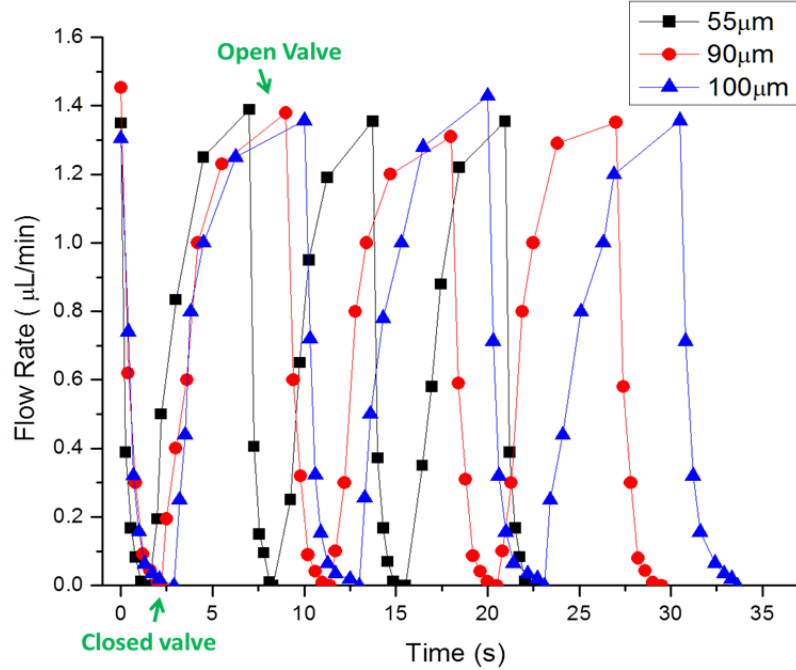 55μm
90μm
100μm
Open Valve
1.6
1.4
1.2
1.0
0.8
0.6
0.4
0.2
0.0
Flow Rate ( μL/min)
0
5
10
15
20
25
30
35
Closed valve
Time (s)